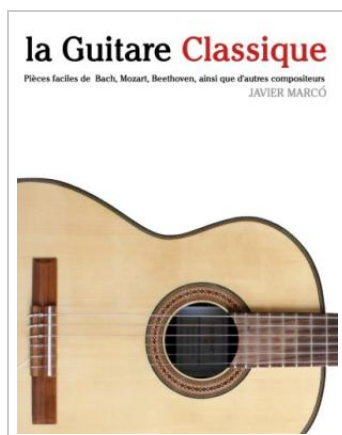 la Guitare Classique
Pièces faciles de Bach, Mozart, Beethoven, ainsi que d'autres compositeurs
JAVIER MARCÓ